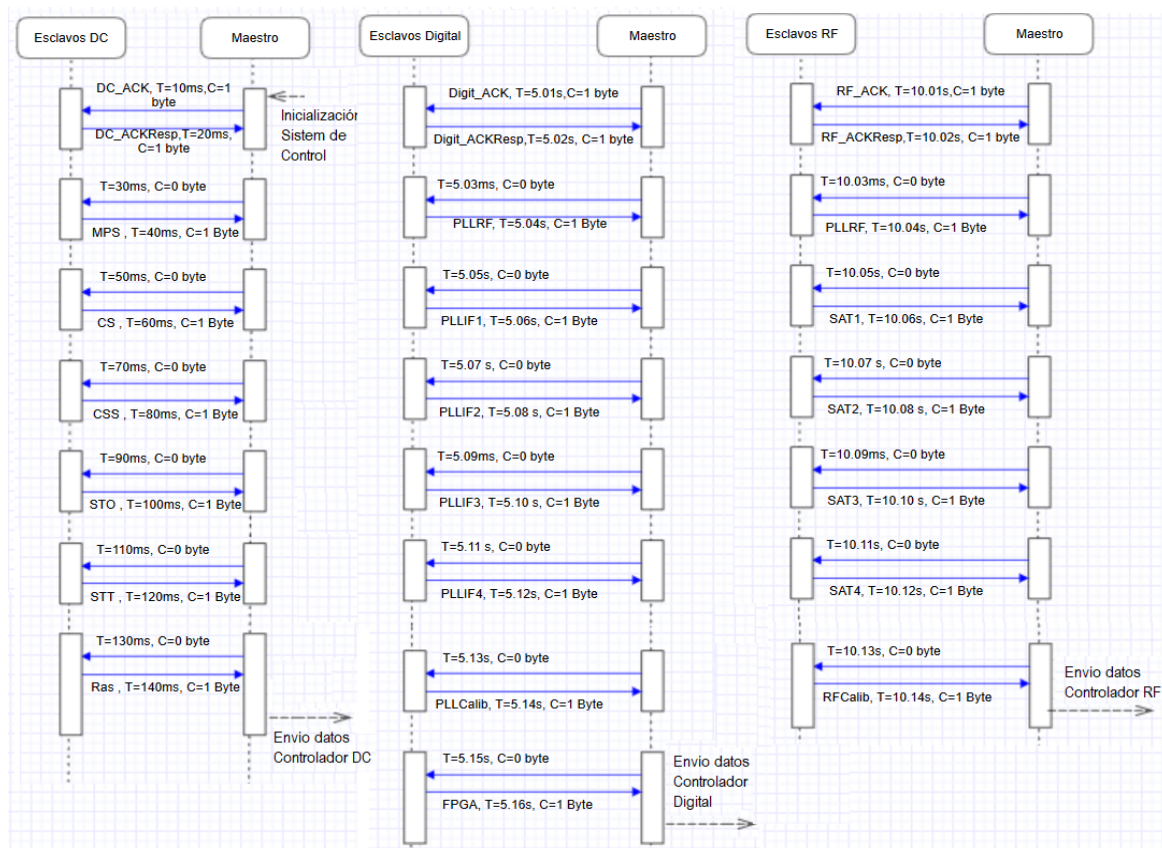 Esclavos DC
Maestro
DC_ACK, T=10ms,C=1
byte
Inicialización
Sistem de
Control
DC_ACKResp,T=20ms,
C=1 byte
T=30ms, C=0 byte
MPS , T=40ms, C=1 Byte
T=50ms, C=0 byte
CS , T=60ms, C=1 Byte
T=70ms, C=0 byte
CSS , T=80ms, C=1 Byte
T=90ms, C=0 byte
STO , T=100ms, C=1 Byte
T=110ms, C=0 byte
STT , T=120ms, C=1 Byte
T=130ms, C=0 byte
Ras , T=140ms, C=1 Byte
Envio datos
Controlador DC
Esclavos Digital
Maestro
Digit_ACK, T=5.01s,C=1 byte
Digit_ACKResp,T=5.02s, C=1 byte
T=5.03ms, C=0 byte
PLLRF, T=5.04s, C=1 Byte
T=5.05s, C=0 byte
PLLIF1, T=5.06s, C=1 Byte
T=5.07 s, C=0 byte
PLLIF2, T=5.08 s, C=1 Byte
T=5.09ms, C=0 byte
PLLIF3, T=5.10 s, C=1 Byte
T=5.11 s, C=0 byte
PLLIF4, T=5.12s, C=1 Byte
T=5.13s, C=0 byte
PLLCalib, T=5.14s, C=1 Byte
T=5.15s, C=0 byte
FPGA, T=5.16s, C=1 Byte
Envio datos
Controlador
Digital
Esclavos RF
Maestro
RF_ACK, T=10.01s,C=1 byte
RF_ACKResp,T=10.02s, C=1 byte
T=10.03ms, C=0 byte
PLLRF, T=10.04s, C=1 Byte
T=10.05s, C=0 byte
SAT1, T=10.06s, C=1 Byte
T=10.07 s, C=0 byte
SAT2, T=10.08 s, C=1 Byte
T=10.09ms, C=0 byte
SAT3, T=10.10 s, C=1 Byte
T=10.11s, C=0 byte
SAT4, T=10.12s, C=1 Byte
T=10.13s, C=0 byte
RFCalib, T=10.14s, C=1 Byte
Envio datos
Controlador RF